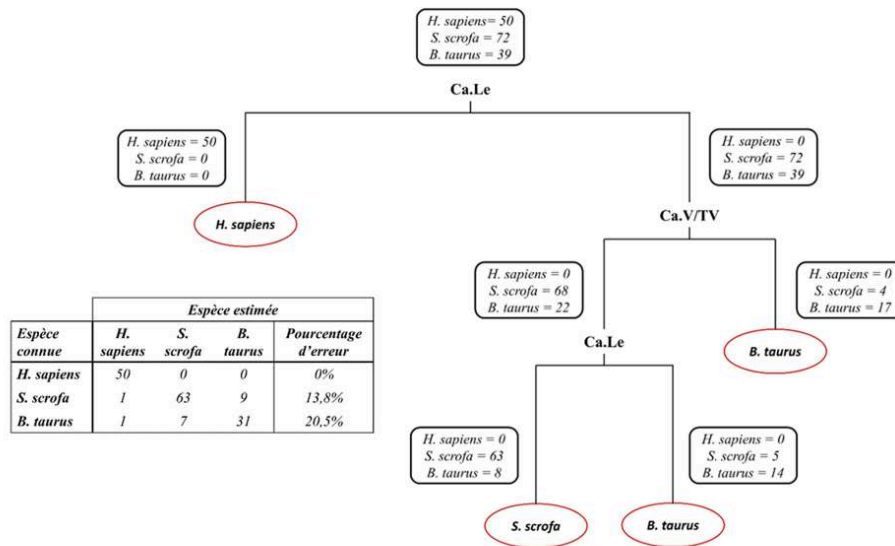 H. sapiens= 50
S. scrofa = 72
B. taurus = 39
Ca.Le
H. sapiens = 50
S. scrofa = 0
B. taurus = 0
H. sapiens
H. sapiens = 0
S. scrofa = 72
B. taurus = 39
Ca.V/TV
H. sapiens = 0
S. scrofa = 68
B. taurus = 22
H. sapiens = 0
S. scrofa = 4
B. taurus = 17
Ca.Le
B. taurus
H. sapiens = 0
S. scrofa = 63
B. taurus = 8
H. sapiens = 0
S. scrofa = 5
B. taurus = 14
S. scrofa
B. taurus
Espèce estimée
Espèce connue H. sapiens S. scrofa B. taurus Pourcentage d'erreur
H. sapiens 50 0 0 0%
S. scrofa 1 63 9 13,8%
B. taurus 1 7 31 20,5%